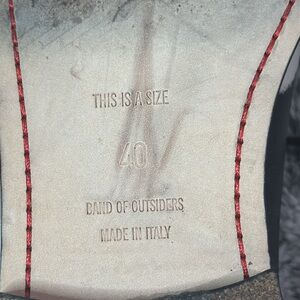 THIS IS A SIZE
40
BAND OF OUTSIDERS
MADE IN ITALY